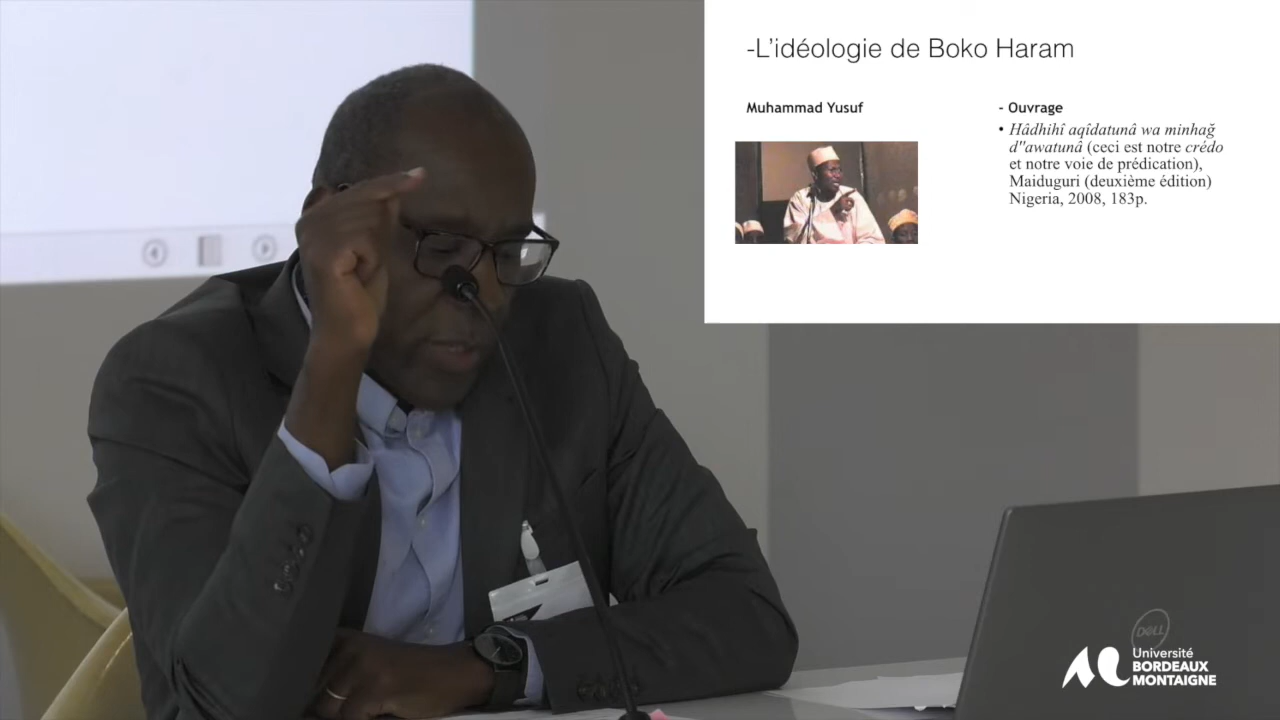 -L'idéologie de Boko Haram
Muhammad Yusuf
- Ouvrage
• Hâdhihî aqîdatunâ wa minhağ
d''awatunâ (ceci est notre crédo
et notre voie de prédication),
Maiduguri (deuxième édition)
Nigeria, 2008, 183p.
DELL
Université
BORDEAUX
MONTAIGNE